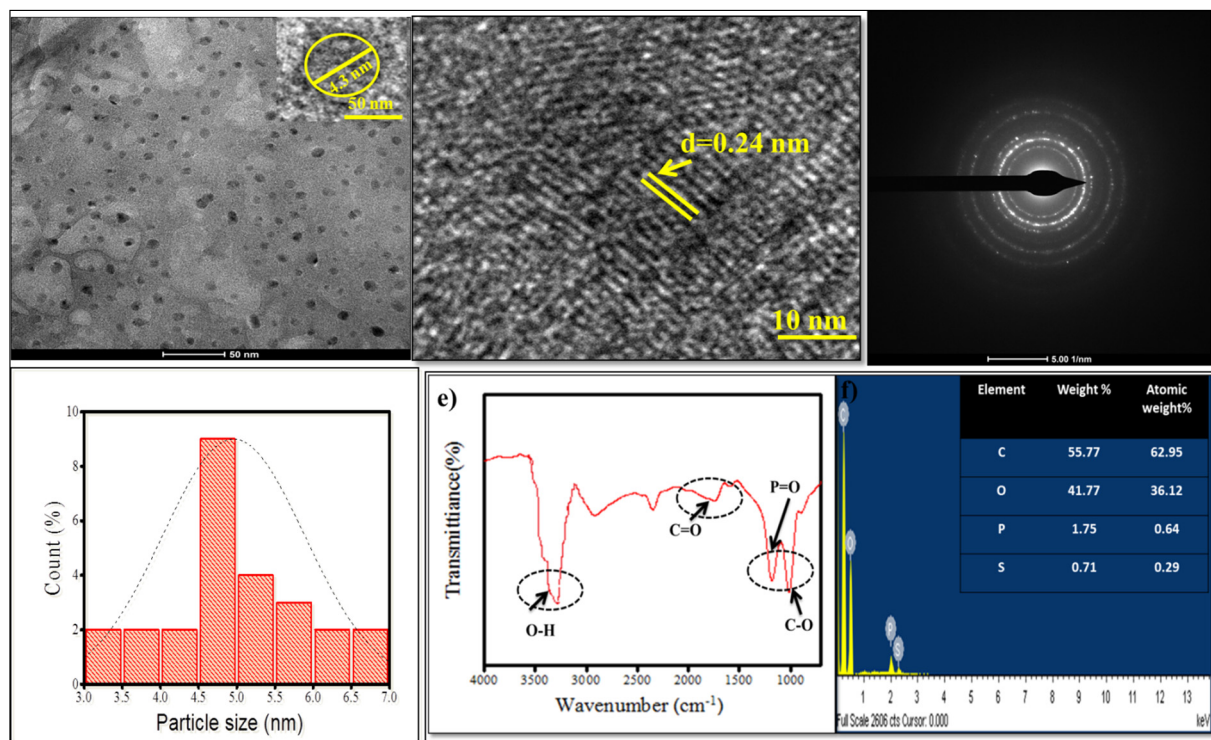 4.3 nm
50 nm
50 nm
d=0.24 nm
10 nm
5.00 1/nm
10
8
6
4
2
0
Count (%)
3.0 3.5 4.0 4.5 5.0 5.5 6.0 7.0
Particle size (nm)
e)
Transmittiance(%)
P=O
C=O
O-H
C-O
4000 3500 3000 2500 2000 1500 1000
Wavenumber (cm⁻¹)
f)
C
O
P
S
Element Weight % Atomic weight%
C 55.77 62.95
O 41.77 36.12
P 1.75 0.64
S 0.71 0.29
0 1 2 3 4 5 6 7 8 9 10 11 12 13
Full Scale 2606 cts Cursor: 0.000
keV